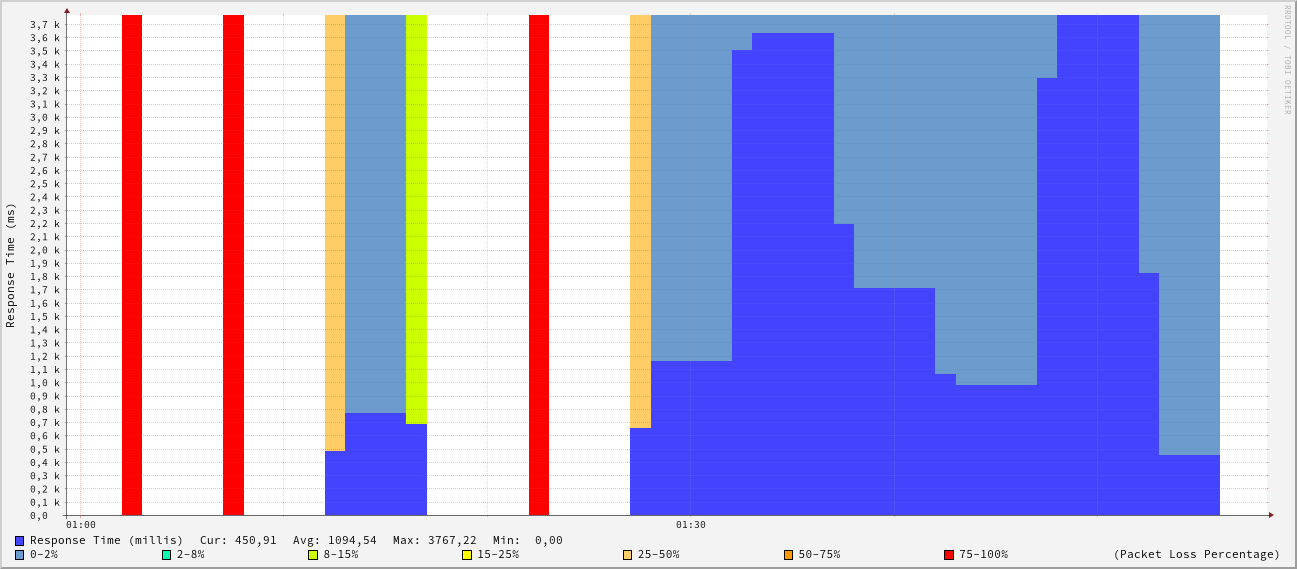 3,7 k
3,6 k
3,5 k
3,4 k
3,3 k
3,2 k
3,1 k
3,0 k
2,9 k
2,8 k
2,7 k
2,6 k
2,5 k
2,4 k
2,3 k
2,2 k
2,1 k
2,0 k
1,9 k
1,8 k
1,7 k
1,6 k
1,5 k
1,4 k
1,3 k
1,2 k
1,1 k
1,0 k
0,9 k
0,8 k
0,7 k
0,6 k
0,5 k
0,4 k
0,3 k
0,2 k
0,1 k
0,0
Response Time (ms)
RRDTOOL / TOBI OETIKER
01:00 01:30
Response Time (millis) Cur: 450,91 Avg: 1094,54 Max: 3767,22 Min: 0,00
0-2% 2-8% 8-15% 15-25% 25-50% 50-75% 75-100% (Packet Loss Percentage)